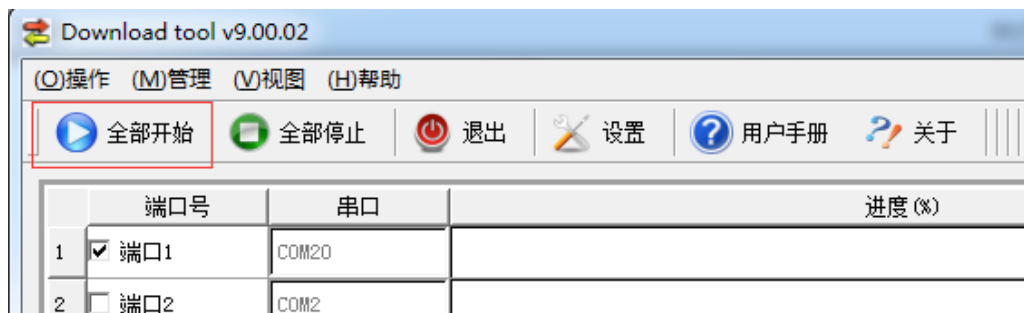 Download tool v9.00.02
(O)操作 (M)管理 (V)视图 (H)帮助
全部开始 全部停止 退出 设置 用户手册 关于
端口号 串口 进度(%)
1 端口1 COM20
2 端口2 COM2